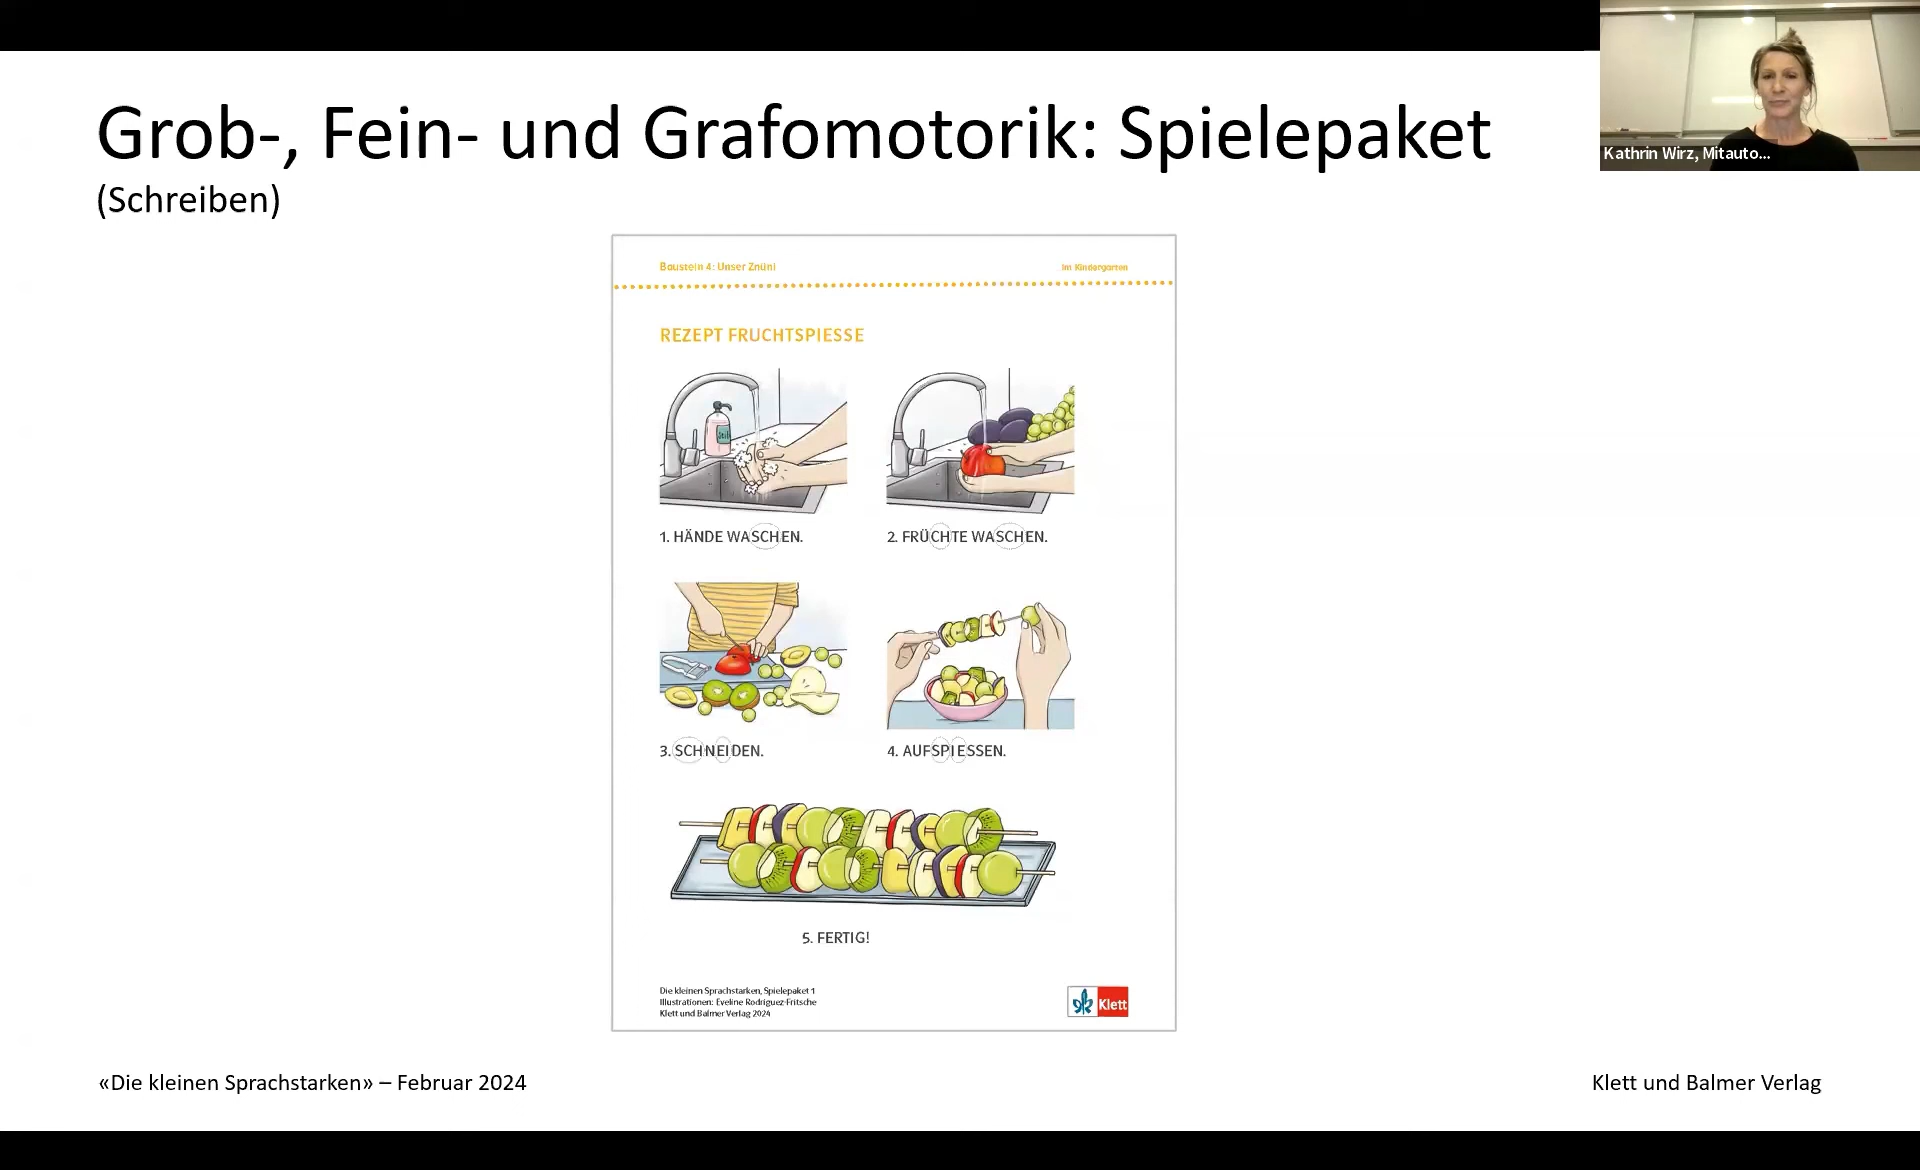 Grob-, Fein- und Grafomotorik: Spielepaket
(Schreiben)
Kathrin Wirz, Mitauto...
Baustein 4: Unser Znüni
Im Kindergarten
REZEPT FRUCHTSPIESSE
1. HÄNDE WASCHEN.
2. FRÜCHTE WASCHEN.
3. SCHNEIDEN.
4. AUFSPIESSEN.
5. FERTIG!
Die kleinen Sprachstarken, Spielepaket 1
Illustrationen: Eveline Rodriguez-Fritsche
Klett und Balmer Verlag 2024
Klett
«Die kleinen Sprachstarken» – Februar 2024
Klett und Balmer Verlag